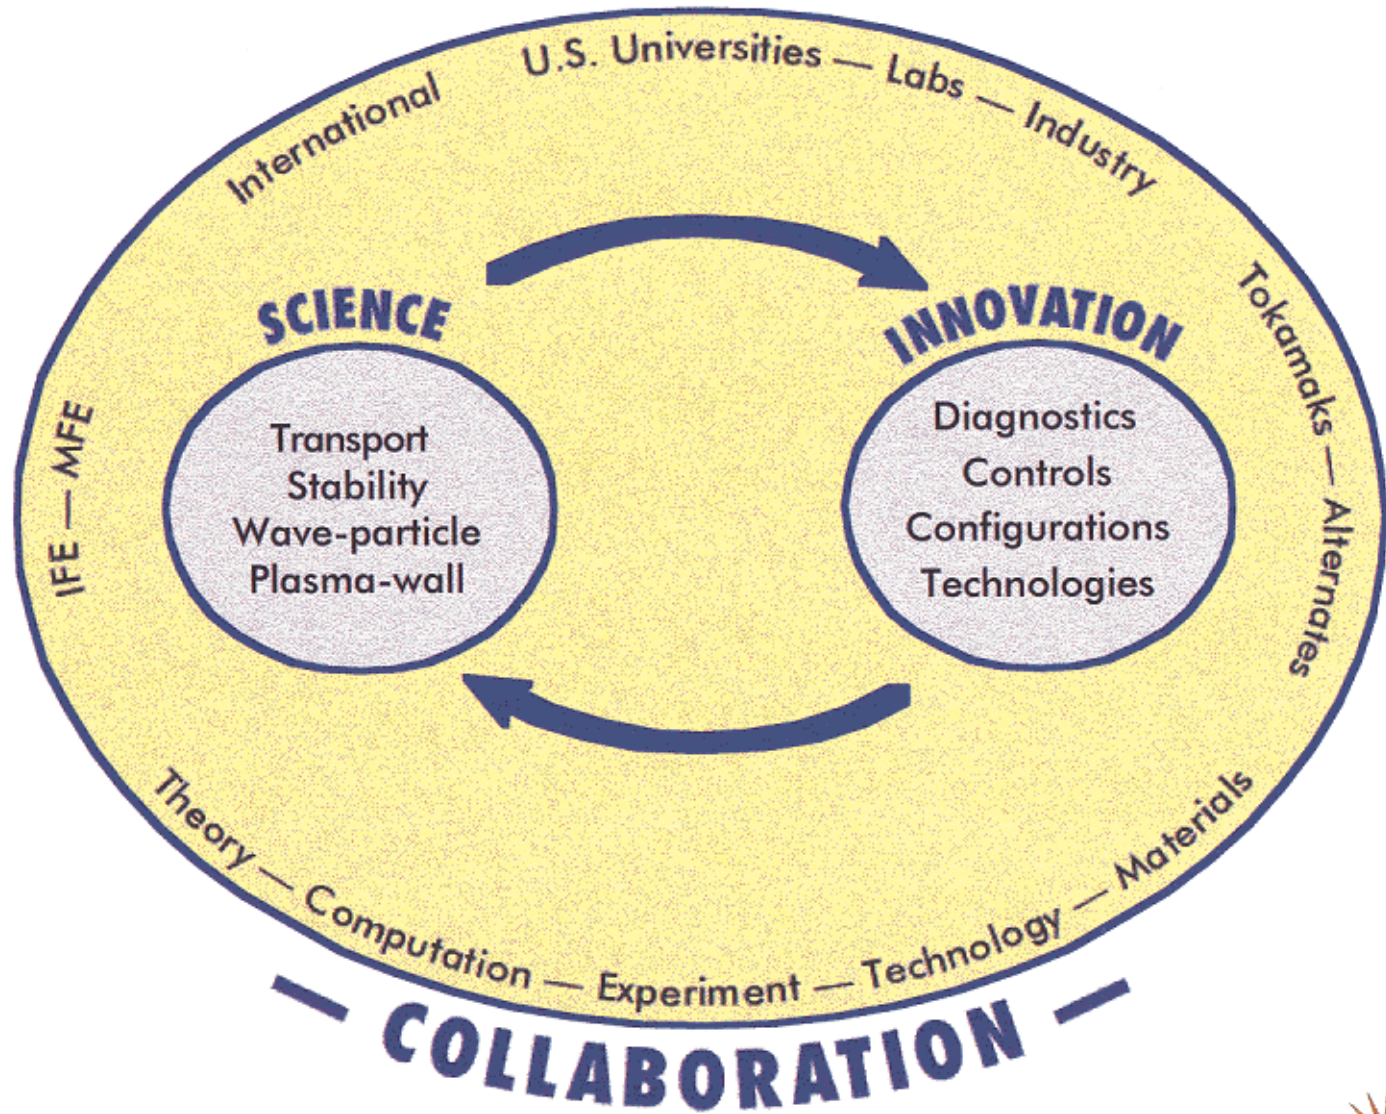 International
U.S. Universities — Labs — Industry
Tokamaks — Alternates
IFE — MFE
SCIENCE
Transport
Stability
Wave-particle
Plasma-wall
INNOVATION
Diagnostics
Controls
Configurations
Technologies
Theory — Computation — Experiment — Technology — Materials
— COLLABORATION —